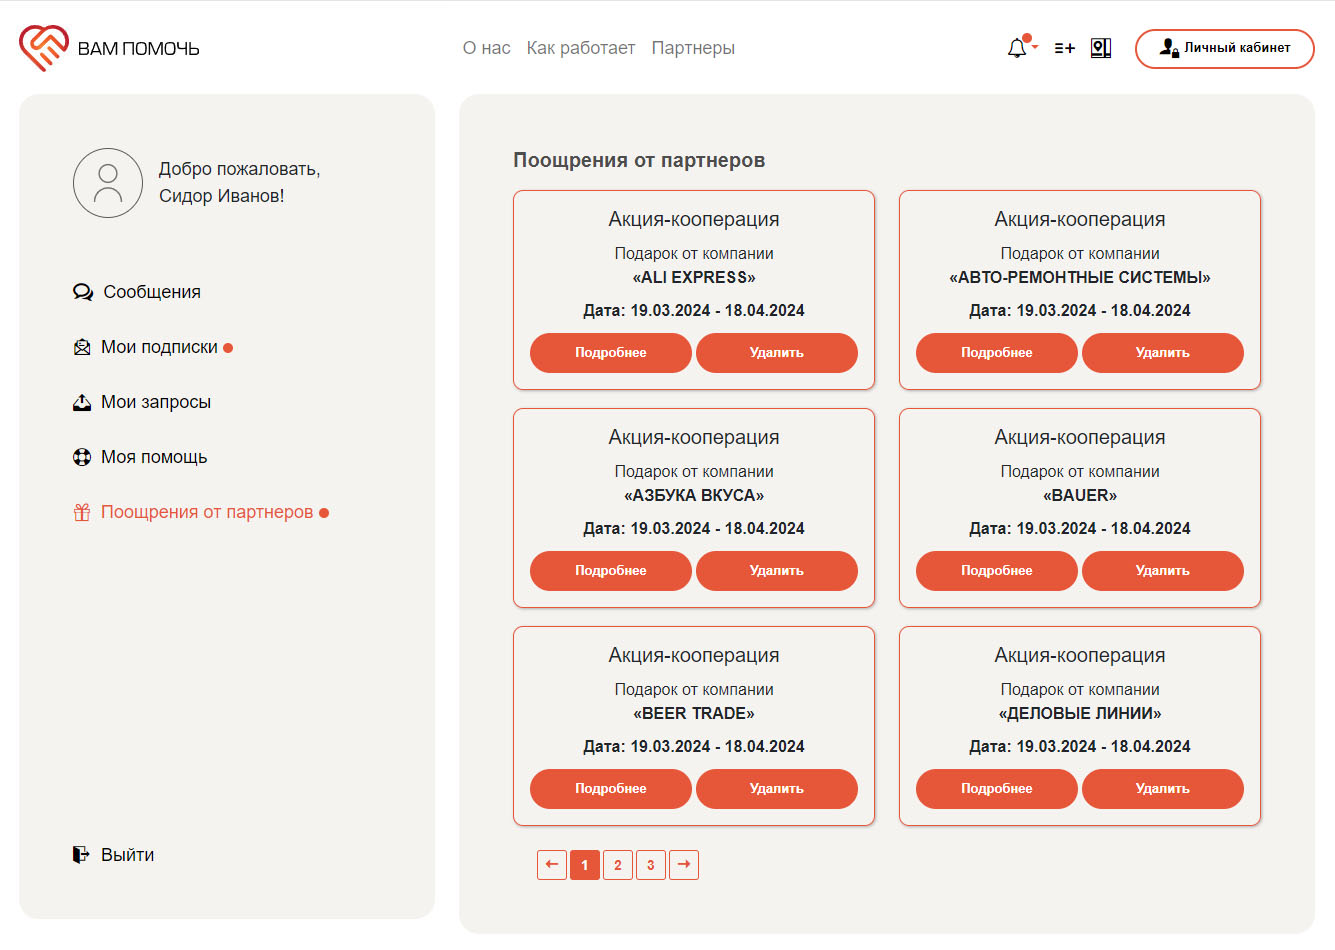 ВАМ ПОМОЧЬ
О нас Как работает Партнеры
Личный кабинет
Добро пожаловать,
Сидор Иванов!
Сообщения
Мои подписки
Мои запросы
Моя помощь
Поощрения от партнеров
Выйти
Поощрения от партнеров
Акция-кооперация
Подарок от компании
«ALI EXPRESS»
Дата: 19.03.2024 - 18.04.2024
Подробнее Удалить
Акция-кооперация
Подарок от компании
«АВТО-РЕМОНТНЫЕ СИСТЕМЫ»
Дата: 19.03.2024 - 18.04.2024
Подробнее Удалить
Акция-кооперация
Подарок от компании
«АЗБУКА ВКУСА»
Дата: 19.03.2024 - 18.04.2024
Подробнее Удалить
Акция-кооперация
Подарок от компании
«BAUER»
Дата: 19.03.2024 - 18.04.2024
Подробнее Удалить
Акция-кооперация
Подарок от компании
«BEER TRADE»
Дата: 19.03.2024 - 18.04.2024
Подробнее Удалить
Акция-кооперация
Подарок от компании
«ДЕЛОВЫЕ ЛИНИИ»
Дата: 19.03.2024 - 18.04.2024
Подробнее Удалить
← 1 2 3 →